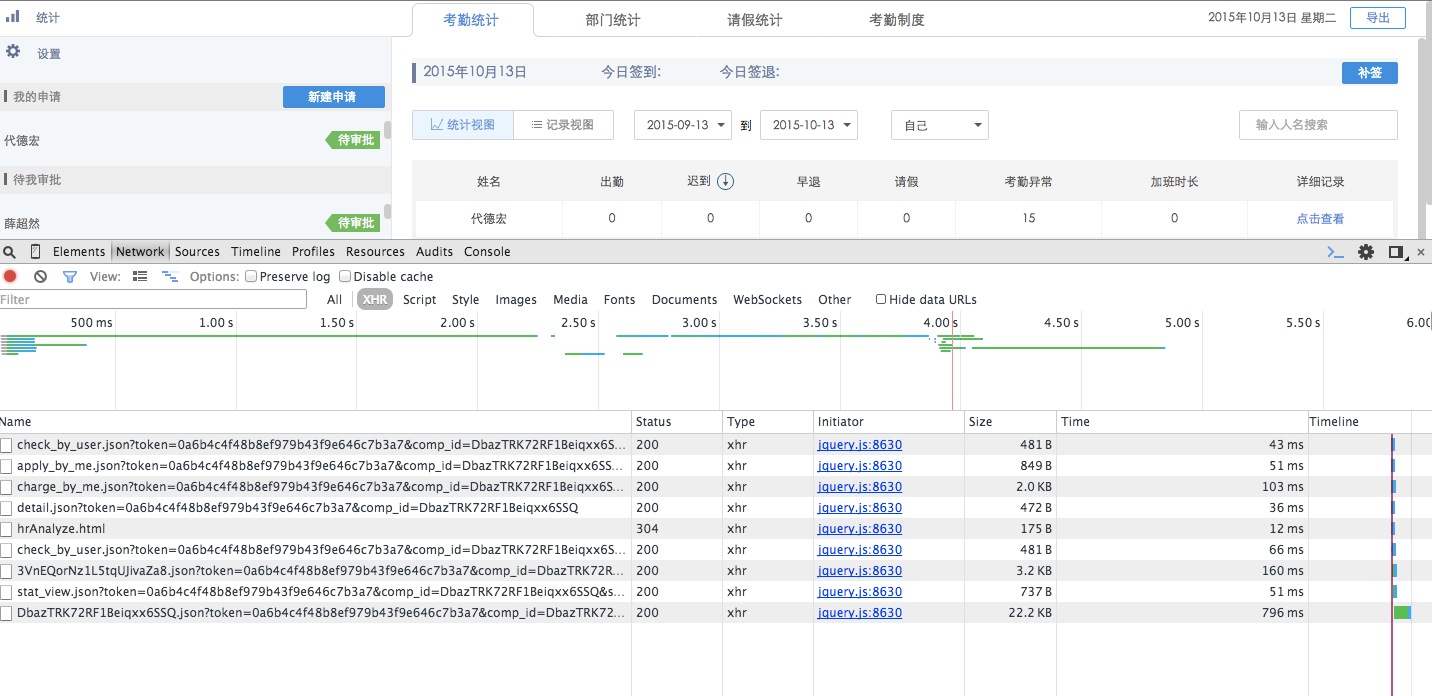 统计
考勤统计 部门统计 请假统计 考勤制度 2015年10月13日 星期二 导出
设置
2015年10月13日 今日签到: 今日签退: 补签
我的申请 新建申请
统计视图 记录视图 2015-09-13 到 2015-10-13 自己 输入人名搜索
代德宏 待审批
待我审批
姓名 出勤 迟到 早退 请假 考勤异常 加班时长 详细记录
薛超然 待审批
代德宏 0 0 0 0 15 0 点击查看
Elements Network Sources Timeline Profiles Resources Audits Console
View: Options: Preserve log Disable cache
Filter All XHR Script Style Images Media Fonts Documents WebSockets Other Hide data URLs
500 ms 1.00 s 1.50 s 2.00 s 2.50 s 3.00 s 3.50 s 4.00 s 4.50 s 5.00 s 5.50 s 6.00
Name Status Type Initiator Size Time Timeline
check_by_user.json?token=0a6b4c4f48b8ef979b43f9e646c7b3a7&comp_id=DbazTRK72RF1Beiqxx6S... 200 xhr jquery.js:8630 481 B 43 ms
apply_by_me.json?token=0a6b4c4f48b8ef979b43f9e646c7b3a7&comp_id=DbazTRK72RF1Beiqxx6SS... 200 xhr jquery.js:8630 849 B 51 ms
charge_by_me.json?token=0a6b4c4f48b8ef979b43f9e646c7b3a7&comp_id=DbazTRK72RF1Beiqxx6S... 200 xhr jquery.js:8630 2.0 KB 103 ms
detail.json?token=0a6b4c4f48b8ef979b43f9e646c7b3a7&comp_id=DbazTRK72RF1Beiqxx6SSQ 200 xhr jquery.js:8630 472 B 36 ms
hrAnalyze.html 304 xhr jquery.js:8630 175 B 12 ms
check_by_user.json?token=0a6b4c4f48b8ef979b43f9e646c7b3a7&comp_id=DbazTRK72RF1Beiqxx6S... 200 xhr jquery.js:8630 481 B 66 ms
3VnEQorNz1L5tqUJivaZa8.json?token=0a6b4c4f48b8ef979b43f9e646c7b3a7&comp_id=DbazTRK72R... 200 xhr jquery.js:8630 3.2 KB 160 ms
stat_view.json?token=0a6b4c4f48b8ef979b43f9e646c7b3a7&comp_id=DbazTRK72RF1Beiqxx6SSQ&s... 200 xhr jquery.js:8630 737 B 51 ms
DbazTRK72RF1Beiqxx6SSQ.json?token=0a6b4c4f48b8ef979b43f9e646c7b3a7&comp_id=DbazTRK72... 200 xhr jquery.js:8630 22.2 KB 796 ms